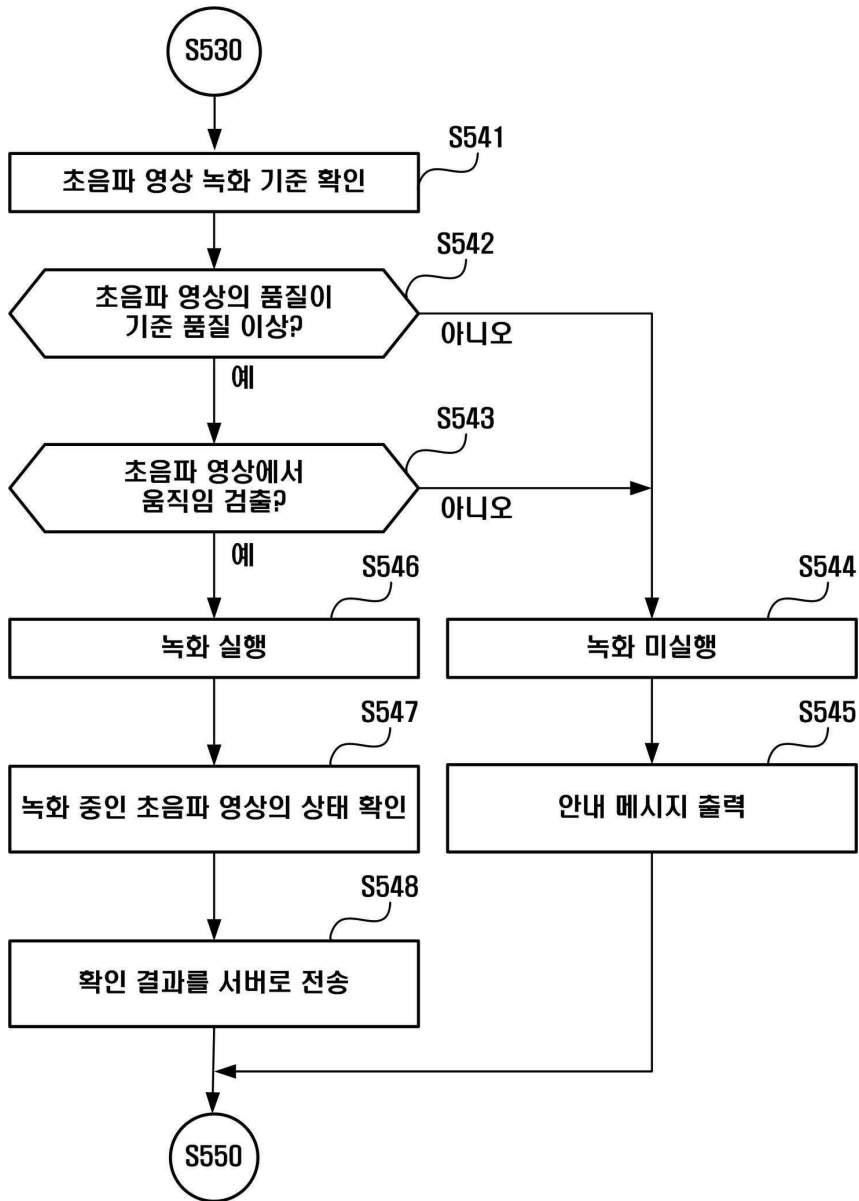 S530
S541
초음파 영상 녹화 기준 확인
S542
초음파 영상의 품질이
기준 품질 이상?
아니오
예
S543
초음파 영상에서
움직임 검출?
아니오
예
S546
녹화 실행
S544
녹화 미실행
S547
녹화 중인 초음파 영상의 상태 확인
S545
안내 메시지 출력
S548
확인 결과를 서버로 전송
S550